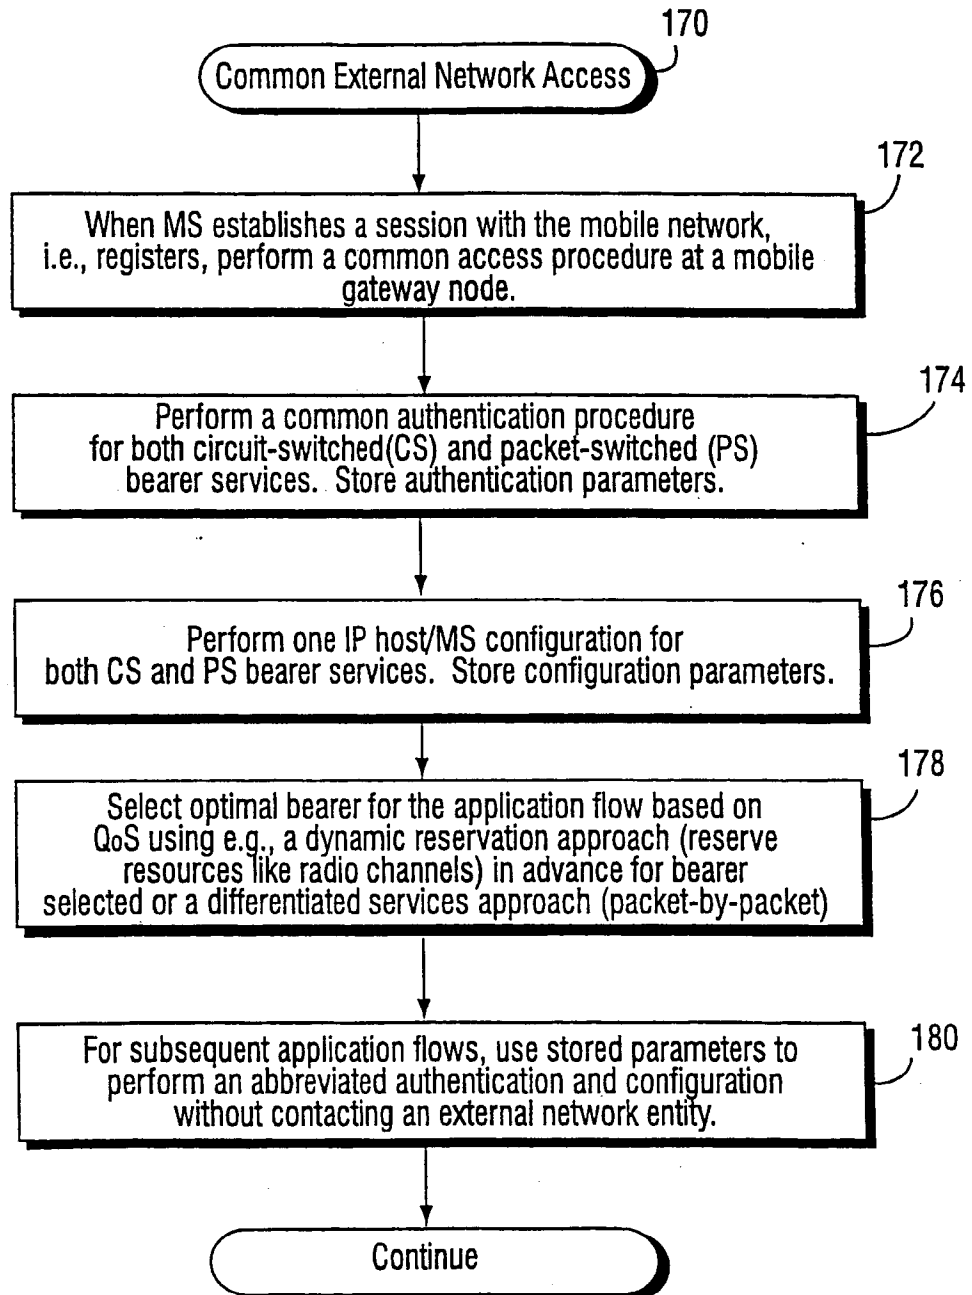 170
Common External Network Access
172
When MS establishes a session with the mobile network,
i.e., registers, perform a common access procedure at a mobile
gateway node.
174
Perform a common authentication procedure
for both circuit-switched(CS) and packet-switched (PS)
bearer services. Store authentication parameters.
176
Perform one IP host/MS configuration for
both CS and PS bearer services. Store configuration parameters.
178
Select optimal bearer for the application flow based on
QoS using e.g., a dynamic reservation approach (reserve
resources like radio channels) in advance for bearer
selected or a differentiated services approach (packet-by-packet)
180
For subsequent application flows, use stored parameters to
perform an abbreviated authentication and configuration
without contacting an external network entity.
Continue